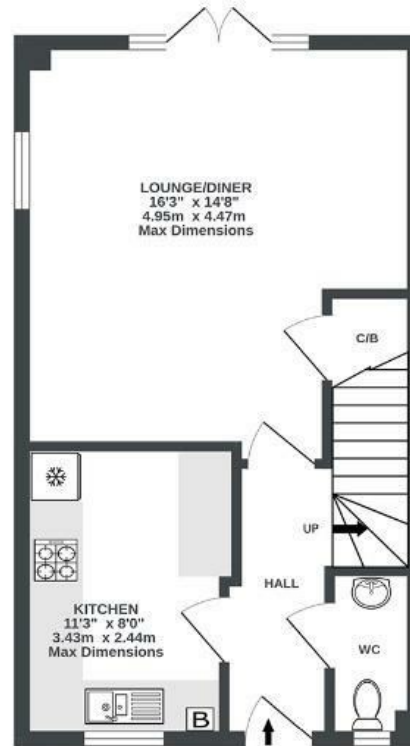 LOUNGE/DINER
16'3" x 14'8"
4.95m x 4.47m
Max Dimensions
C/B
UP
HALL
KITCHEN
11'3" x 8'0"
3.43m x 2.44m
Max Dimensions
WC
B